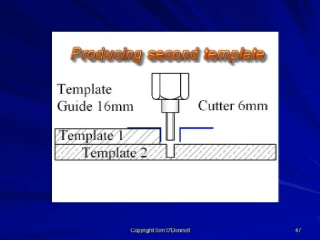 Producing second template
Template
Guide 16mm
Cutter 6mm
Template 1
Template 2
Copyright Tom O'Donnell
47